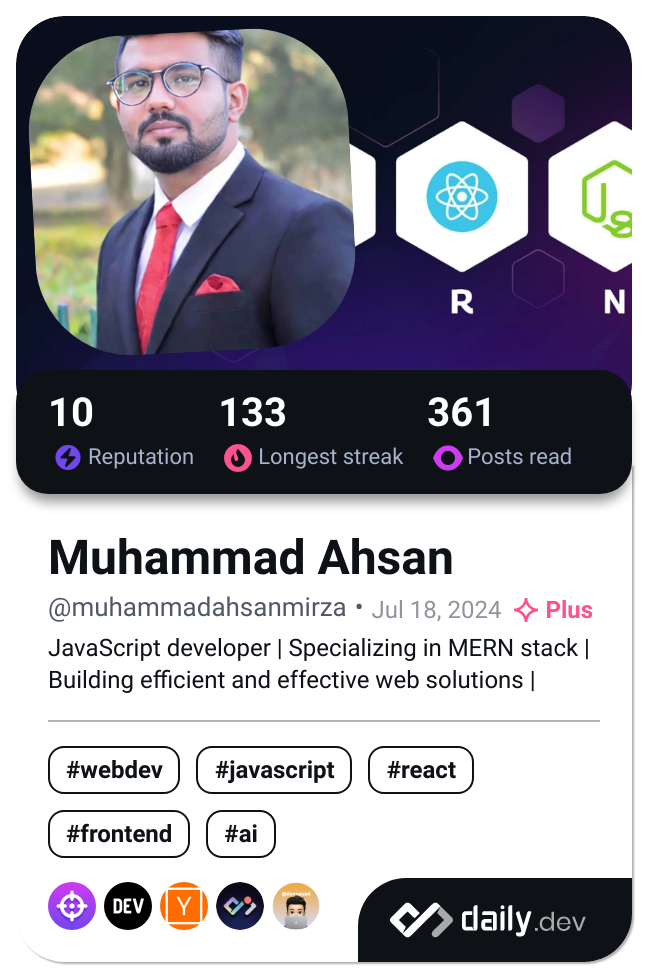 R N
10 133 361
Reputation Longest streak Posts read
Muhammad Ahsan
@muhammadahsanmirza • Jul 18, 2024 Plus
JavaScript developer | Specializing in MERN stack |
Building efficient and effective web solutions |
#webdev #javascript #react
#frontend #ai
DEV Y daily.dev